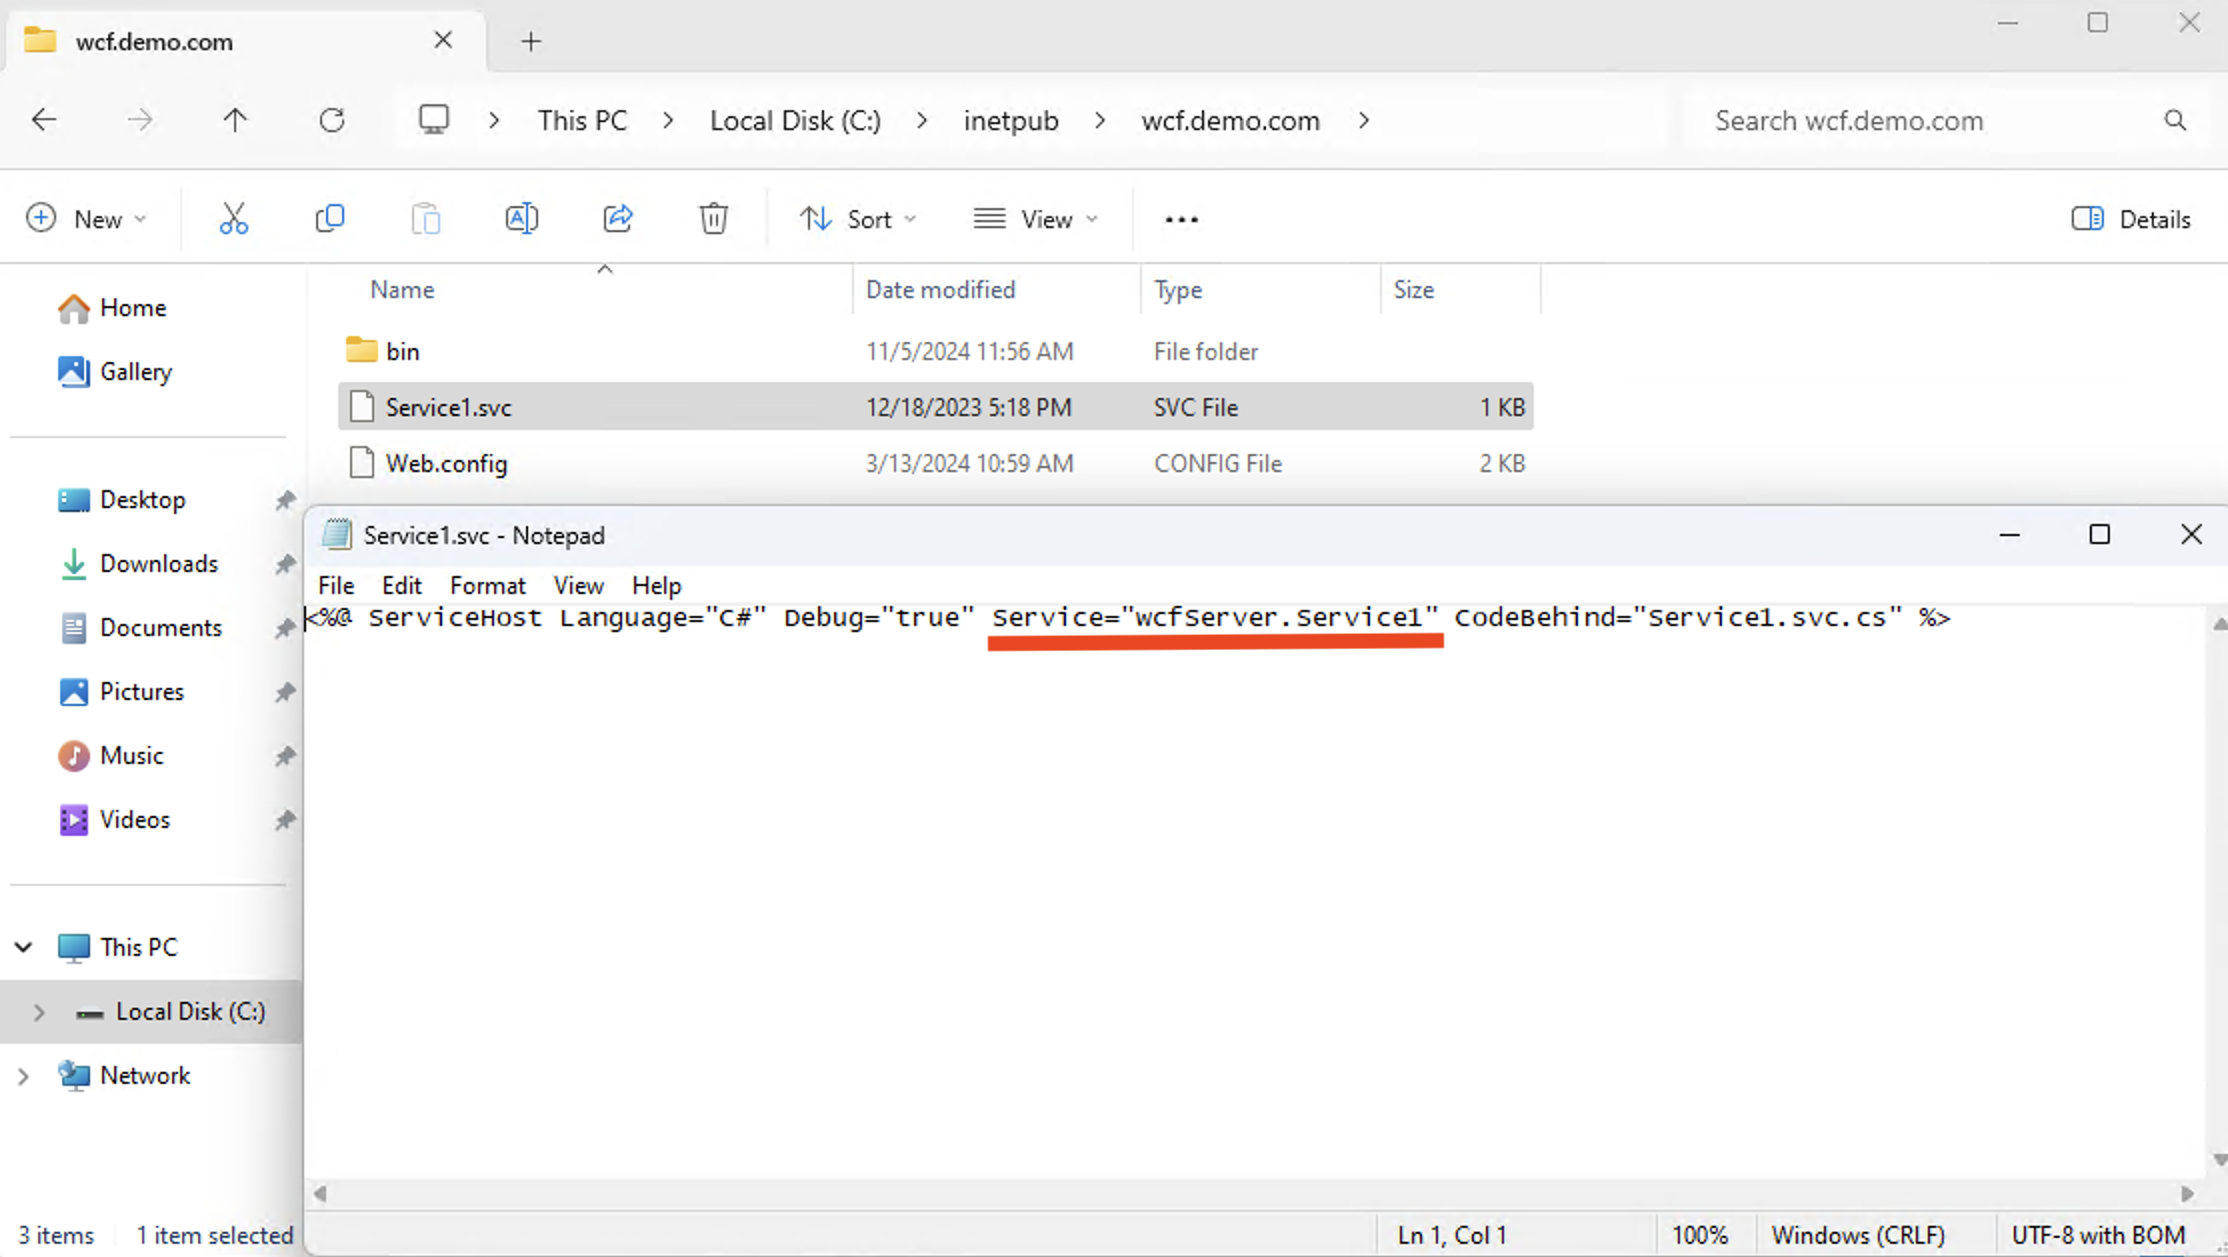 wcf.demo.com
This PC > Local Disk (C:) > inetpub > wcf.demo.com >
Search wcf.demo.com
New
Sort
View
Details
Name Date modified Type Size
bin 11/5/2024 11:56 AM File folder
Service1.svc 12/18/2023 5:18 PM SVC File 1 KB
Web.config 3/13/2024 10:59 AM CONFIG File 2 KB
Home
Gallery
Desktop
Downloads
Documents
Pictures
Music
Videos
This PC
Local Disk (C:)
Network
3 items 1 item selected
Service1.svc - Notepad
File Edit Format View Help
<%@ ServiceHost Language="C#" Debug="true" Service="wcfServer.Service1" CodeBehind="Service1.svc.cs" %>
Ln 1, Col 1 100% Windows (CRLF) UTF-8 with BOM